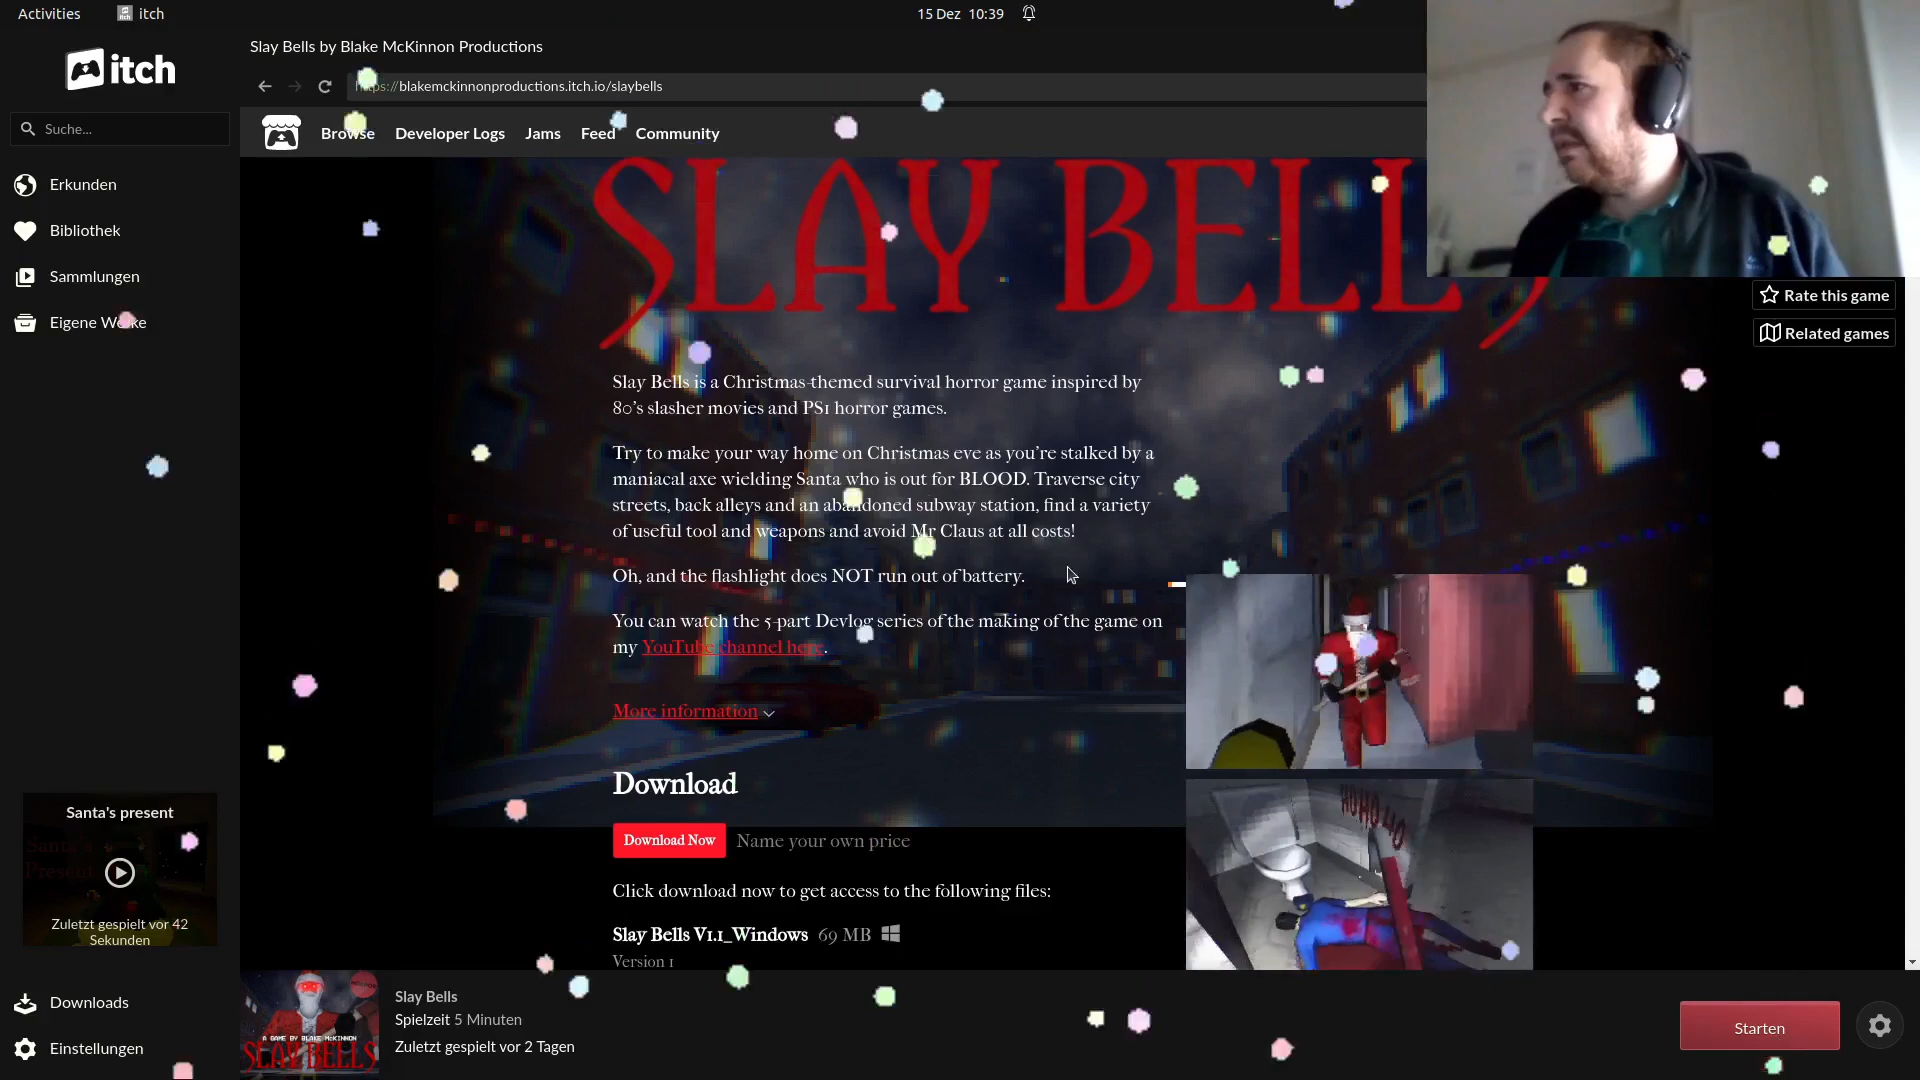 Activities
itch
15 Dez 10:39
itch
Suche...
Erkunden
Bibliothek
Sammlungen
Eigene Werke
Santa's present
Santa's
Present
Zuletzt gespielt vor 42
Sekunden
Downloads
Einstellungen
Slay Bells by Blake McKinnon Productions
https://blakemckinnonproductions.itch.io/slaybells
Browse
Developer Logs
Jams
Feed
Community
SLAY BELLS
Rate this game
Related games
Slay Bells is a Christmas-themed survival horror game inspired by
80's slasher movies and PS1 horror games.
Try to make your way home on Christmas eve as you're stalked by a
maniacal axe wielding Santa who is out for BLOOD. Traverse city
streets, back alleys and an abandoned subway station, find a variety
of useful tool and weapons and avoid Mr Claus at all costs!
Oh, and the flashlight does NOT run out of battery.
You can watch the 5-part Devlog series of the making of the game on
my YouTube channel here.
More information
Download
Download Now
Name your own price
Click download now to get access to the following files:
Slay Bells V1.1_Windows 69 MB
Version 1
HO HO HO
A GAME BY BLAKE McKINNON
SLAY BELLS
Slay Bells
Spielzeit 5 Minuten
Zuletzt gespielt vor 2 Tagen
Starten